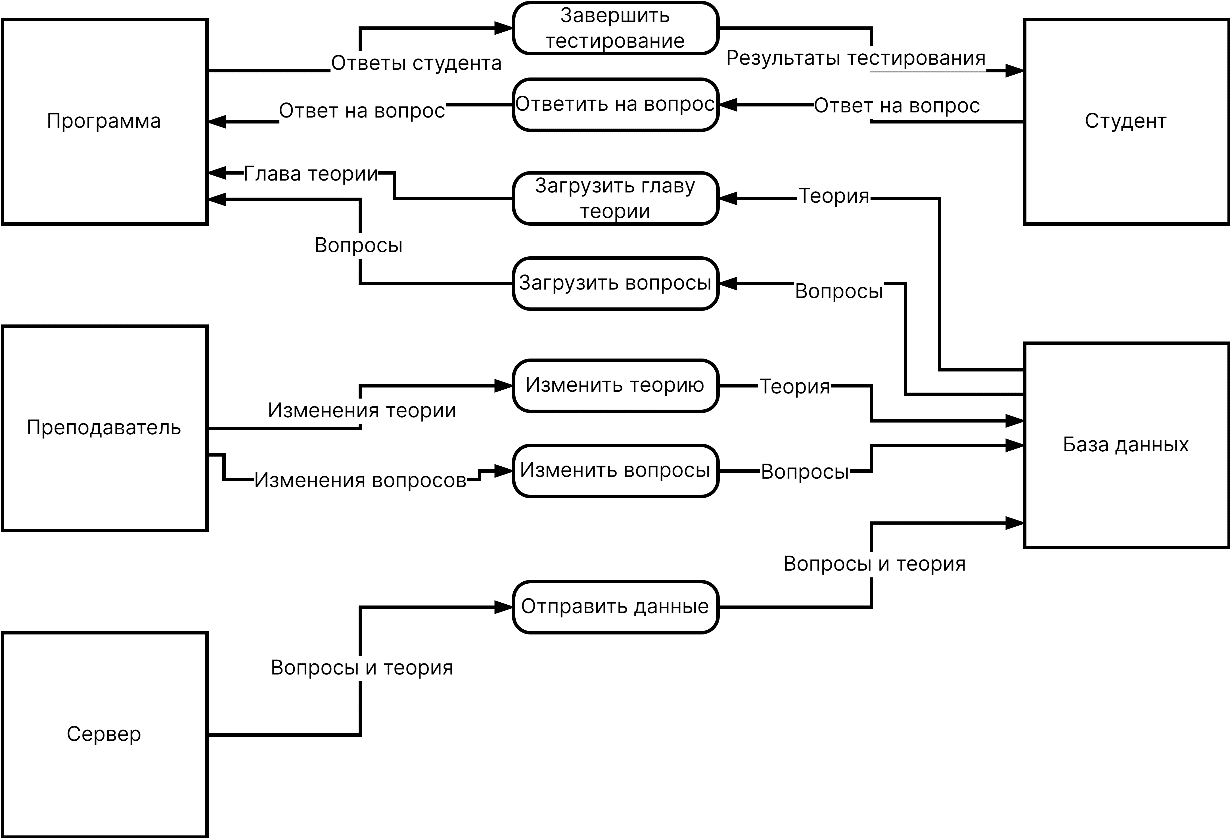 Завершить
тестирование
Ответы студента
Результаты тестирования
Программа
Ответ на вопрос
Ответить на вопрос
Ответ на вопрос
Студент
Глава теории
Загрузить главу
теории
Теория
Вопросы
Загрузить вопросы
Вопросы
Преподаватель
Изменения теории
Изменить теорию
Теория
База данных
Изменения вопросов
Изменить вопросы
Вопросы
Вопросы и теория
Отправить данные
Вопросы и теория
Сервер